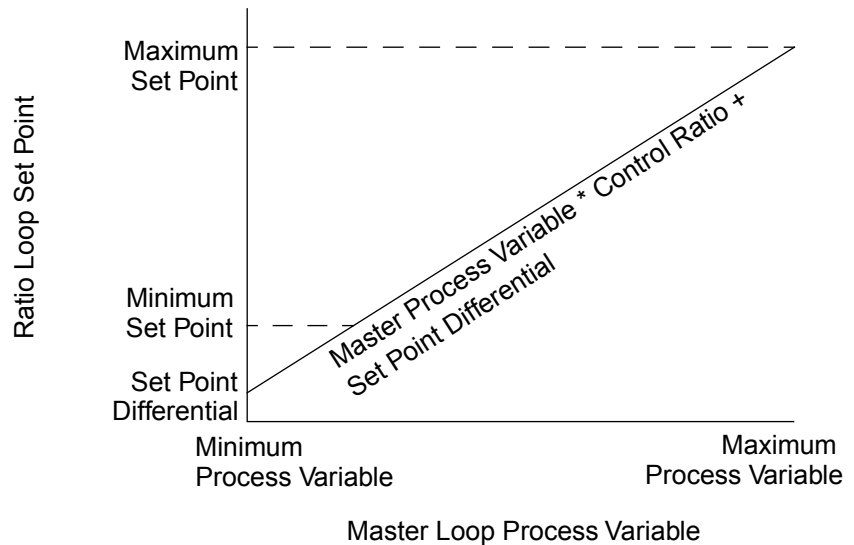 Maximum
Set Point
Ratio Loop Set Point
Master Process Variable * Control Ratio +
Set Point Differential
Minimum
Set Point
Set Point
Differential
Minimum
Process Variable
Maximum
Process Variable
Master Loop Process Variable